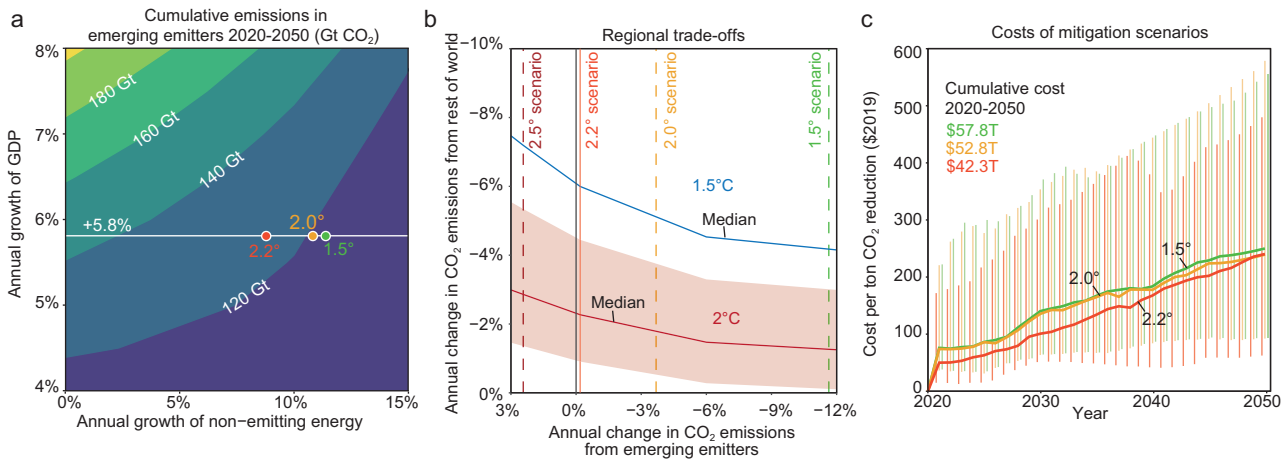 a
Cumulative emissions in
emerging emitters 2020-2050 (Gt CO₂)
8%
7%
6%
5%
4%
Annual growth of GDP
180 Gt
160 Gt
140 Gt
120 Gt
+5.8%
2.2°
2.0°
1.5°
0%
5%
10%
15%
Annual growth of non−emitting energy
b
Regional trade-offs
−10%
−8%
−6%
−4%
−2%
0%
Annual change in CO₂ emissions from rest of world
2.5° scenario
2.2° scenario
2.0° scenario
1.5° scenario
1.5°C
Median
Median
2°C
3%
0%
−3%
−6%
−9%
−12%
Annual change in CO₂ emissions
from emerging emitters
c
Costs of mitigation scenarios
600
500
400
300
200
100
0
Cost per ton CO₂ reduction ($2019)
Cumulative cost
2020-2050
$57.8T
$52.8T
$42.3T
1.5°
2.0°
2.2°
2020
2030
2040
2050
Year